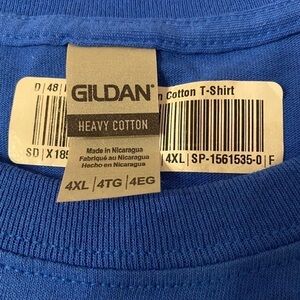 D|48|
n Cotton T-Shirt
GILDAN
HEAVY COTTON
Made in Nicaragua
Fabriqué au Nicaragua
Hecho en Nicaragua
4XL|4TG|4EG
SD|X185
4XL|SP-1561535-0|F